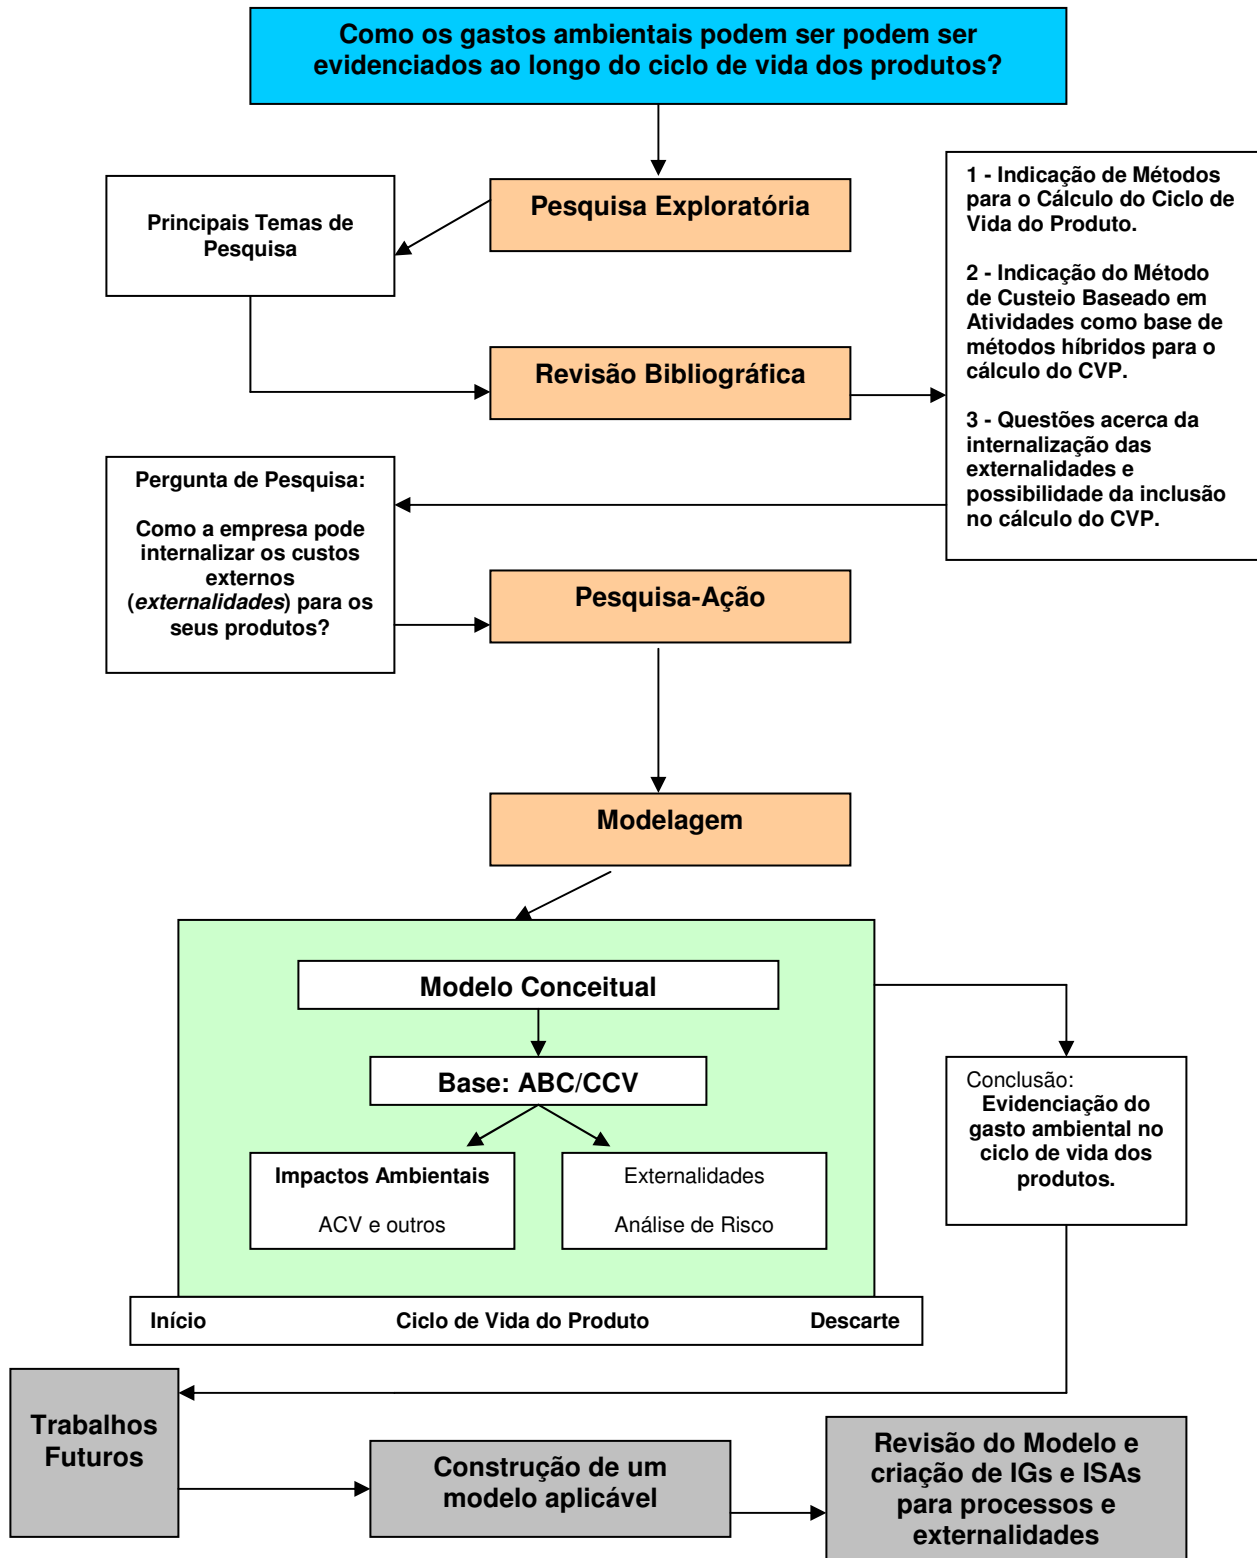 Como os gastos ambientais podem ser podem ser
evidenciados ao longo do ciclo de vida dos produtos?
Pesquisa Exploratória
Principais Temas de
Pesquisa
Revisão Bibliográfica
1 - Indicação de Métodos
para o Cálculo do Ciclo de
Vida do Produto.
2 - Indicação do Método
de Custeio Baseado em
Atividades como base de
métodos híbridos para o
cálculo do CVP.
3 - Questões acerca da
internalização das
externalidades e
possibilidade da inclusão
no cálculo do CVP.
Pergunta de Pesquisa:
Como a empresa pode
internalizar os custos
externos
(externalidades) para os
seus produtos?
Pesquisa-Ação
Modelagem
Modelo Conceitual
Base: ABC/CCV
Impactos Ambientais
ACV e outros
Externalidades
Análise de Risco
Início Ciclo de Vida do Produto Descarte
Conclusão:
Evidenciação do
gasto ambiental no
ciclo de vida dos
produtos.
Trabalhos
Futuros
Construção de um
modelo aplicável
Revisão do Modelo e
criação de IGs e ISAs
para processos e
externalidades